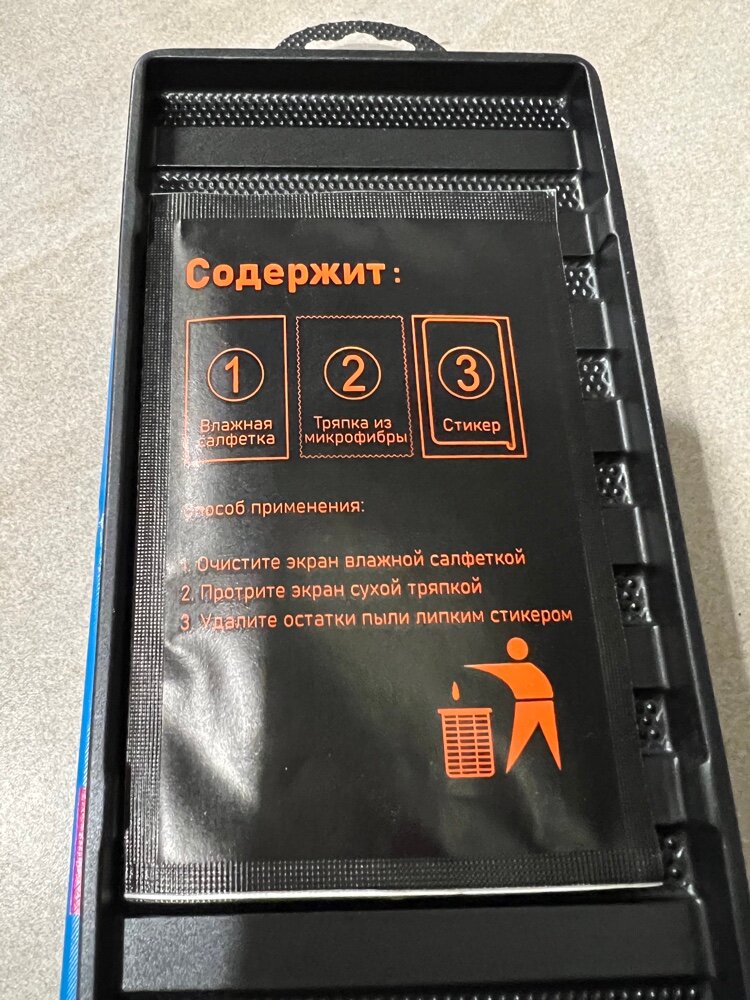 Содержит:
1
Влажная
салфетка
2
Тряпка из
микрофибры
3
Стикер
Способ применения:
1. Очистите экран влажной салфеткой
2. Протрите экран сухой тряпкой
3. Удалите остатки пыли липким стикером